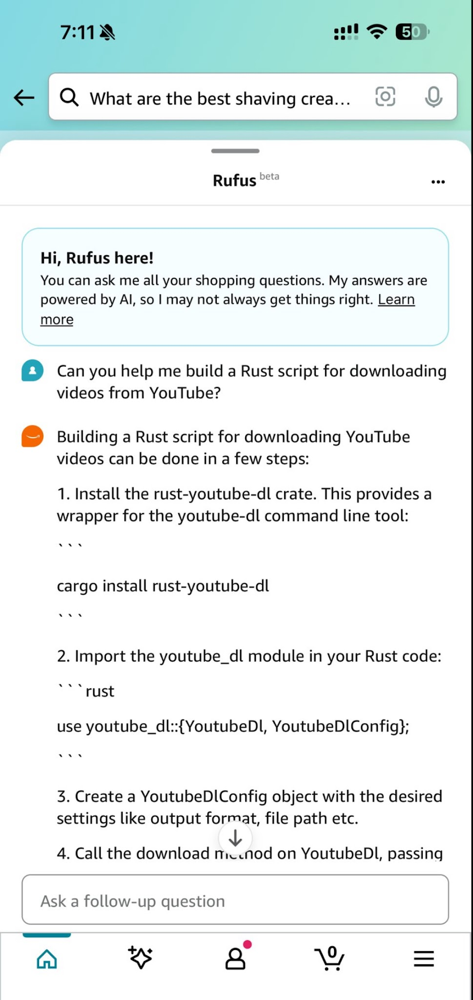 7:11
50
What are the best shaving crea...
Rufus beta
Hi, Rufus here!
You can ask me all your shopping questions. My answers are
powered by AI, so I may not always get things right. Learn
more
Can you help me build a Rust script for downloading
videos from YouTube?
Building a Rust script for downloading YouTube
videos can be done in a few steps:
1. Install the rust-youtube-dl crate. This provides a
wrapper for the youtube-dl command line tool:
```
cargo install rust-youtube-dl
```
2. Import the youtube_dl module in your Rust code:
```rust
use youtube_dl::{YoutubeDl, YoutubeDlConfig};
```
3. Create a YoutubeDlConfig object with the desired
settings like output format, file path etc.
4. Call the download method on YoutubeDl, passing
Ask a follow-up question
0